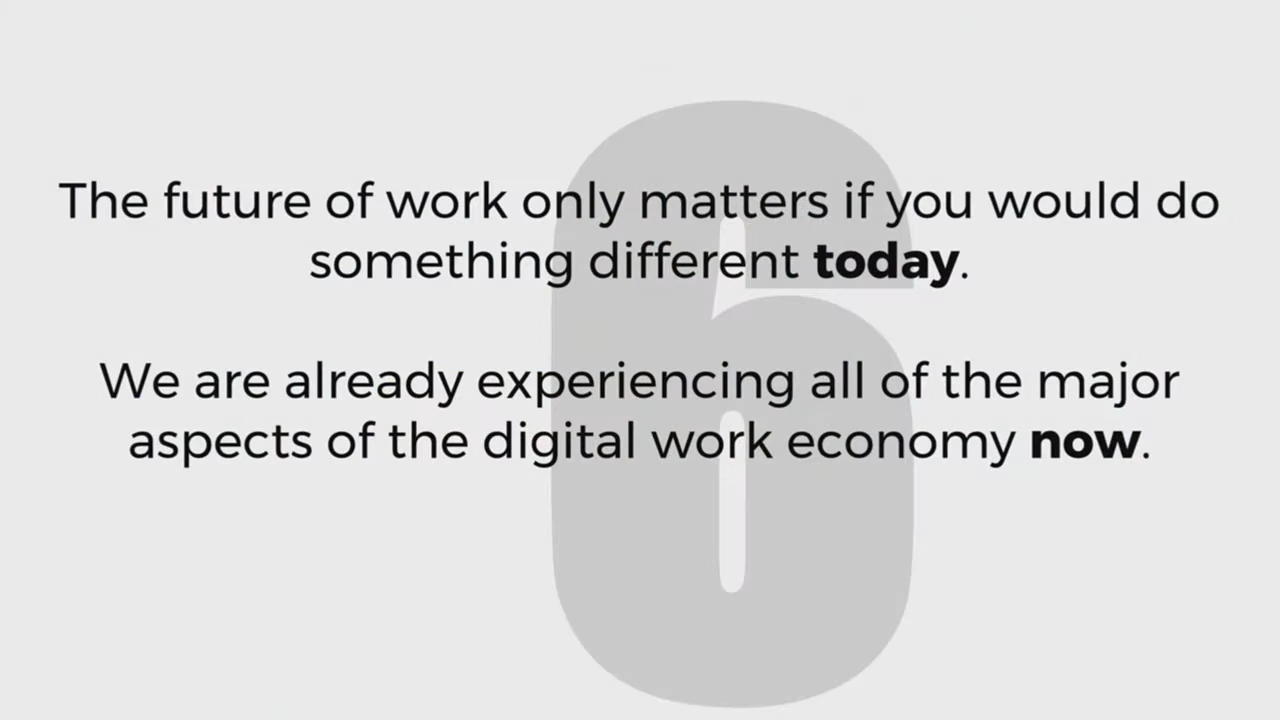 The future of work only matters if you would do
something different today.
We are already experiencing all of the major
aspects of the digital work economy now.
6